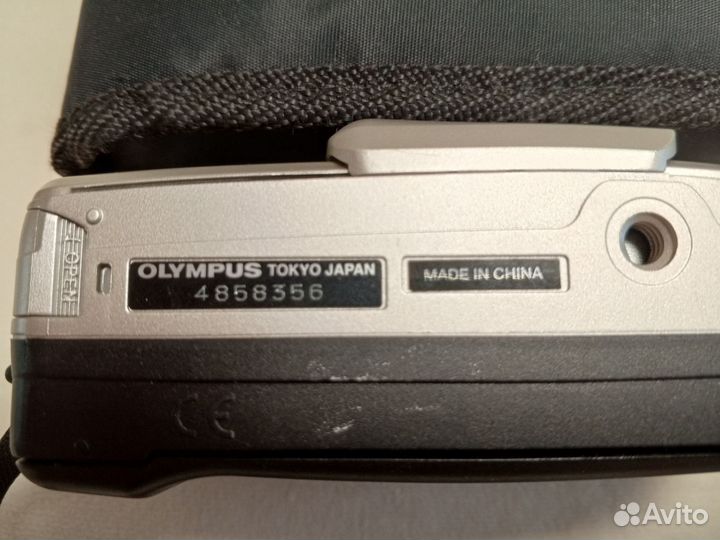 OPEN
OLYMPUS TOKYO JAPAN
4858356
MADE IN CHINA
CE
Avito